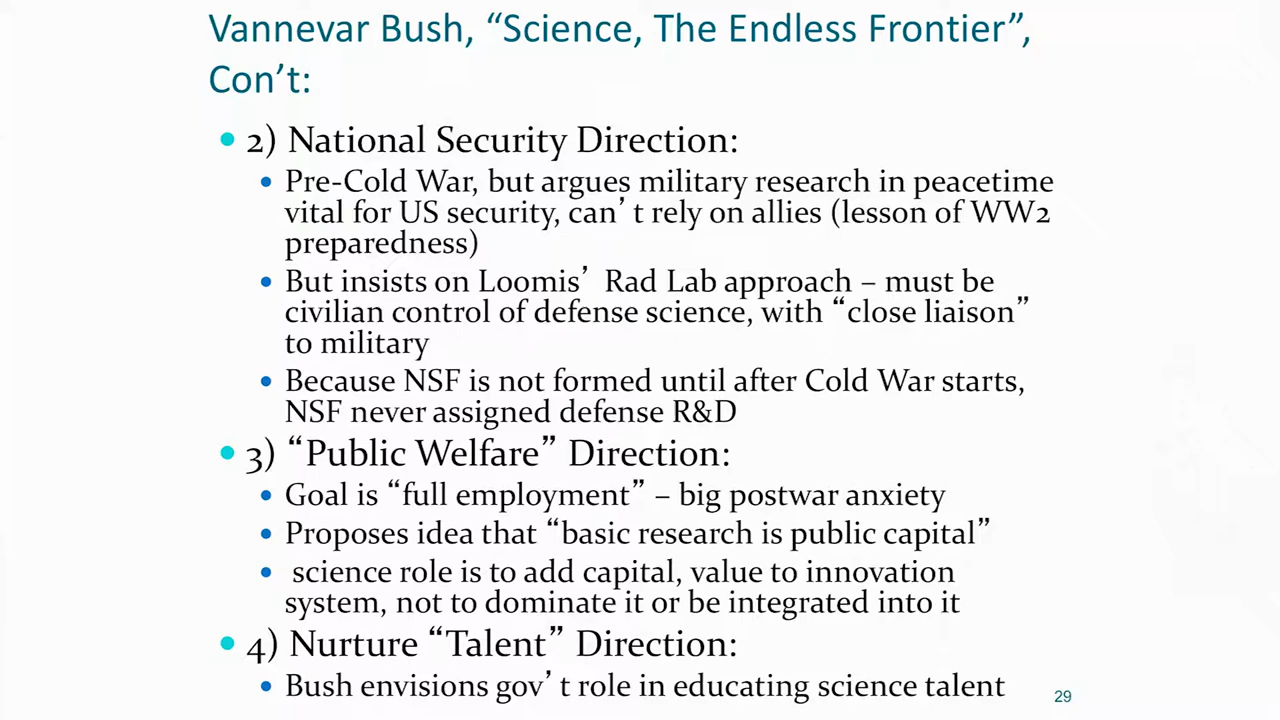 Vannevar Bush, “Science, The Endless Frontier”,
Con’t:
• 2) National Security Direction:
• Pre-Cold War, but argues military research in peacetime
vital for US security, can’ t rely on allies (lesson of WW2
preparedness)
• But insists on Loomis’ Rad Lab approach – must be
civilian control of defense science, with “close liaison”
to military
• Because NSF is not formed until after Cold War starts,
NSF never assigned defense R&D
• 3) “Public Welfare” Direction:
• Goal is “full employment” – big postwar anxiety
• Proposes idea that “basic research is public capital”
• science role is to add capital, value to innovation
system, not to dominate it or be integrated into it
• 4) Nurture “Talent” Direction:
• Bush envisions gov’ t role in educating science talent
29